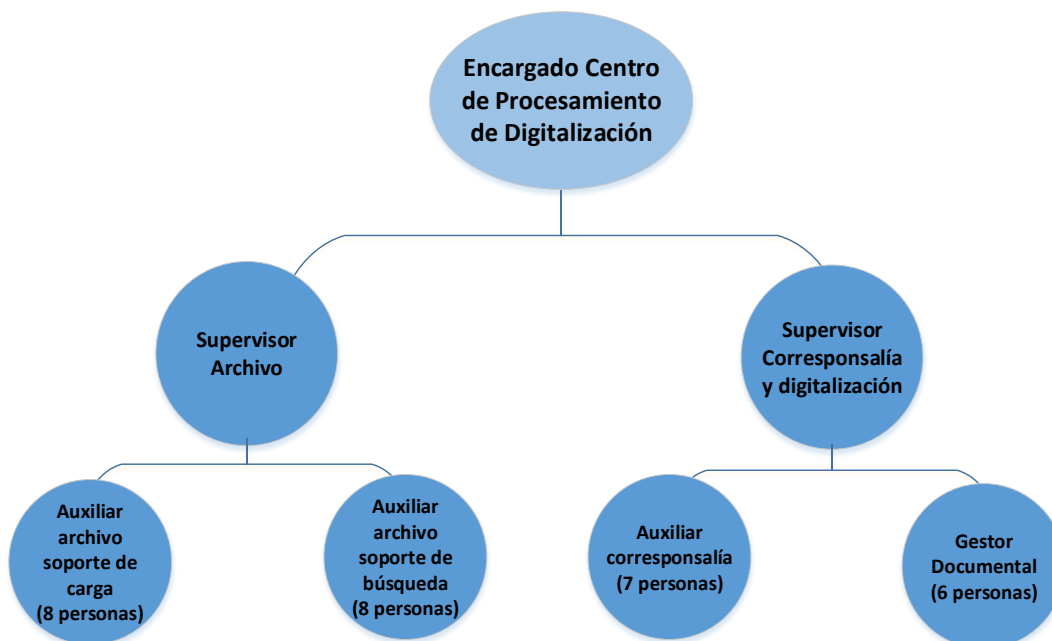 Encargado Centro
de Procesamiento
de Digitalización
Supervisor
Archivo
Supervisor
Corresponsalía
y digitalización
Auxiliar
archivo
soporte de
carga
(8 personas)
Auxiliar
archivo
soporte de
búsqueda
(8 personas)
Auxiliar
corresponsalía
(7 personas)
Gestor
Documental
(6 personas)